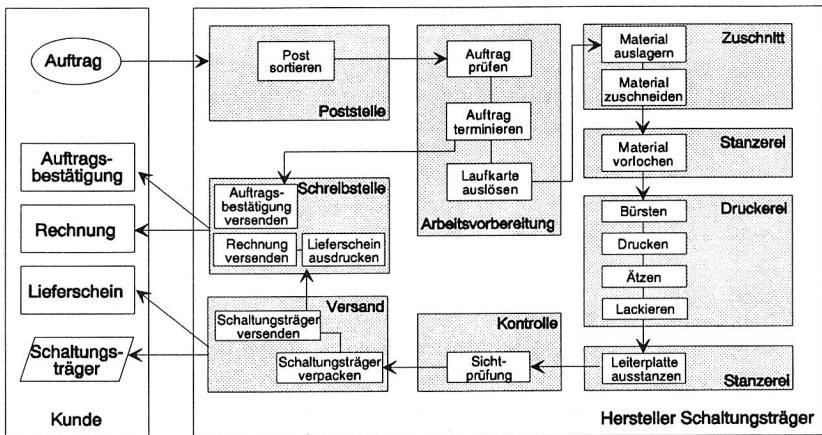 Auftrag
Auftrags-
bestätigung
Rechnung
Lieferschein
Schaltungs-
träger
Kunde
Post
sortieren
Poststelle
Auftrag
prüfen
Auftrag
terminieren
Laufkarte
auslösen
Arbeitsvorbereitung
Material
auslagern
Zuschnitt
Material
zuschneiden
Material
vorlochen
Stanzerei
Bürsten
Druckerei
Drucken
Ätzen
Lackieren
Leiterplatte
ausstanzen
Stanzerei
Kontrolle
Sicht-
prüfung
Schreibstelle
Auftrags-
bestätigung
versenden
Rechnung
versenden
Lieferschein
ausdrucken
Versand
Schaltungsträger
versenden
Schaltungsträger
verpacken
Hersteller Schaltungsträger